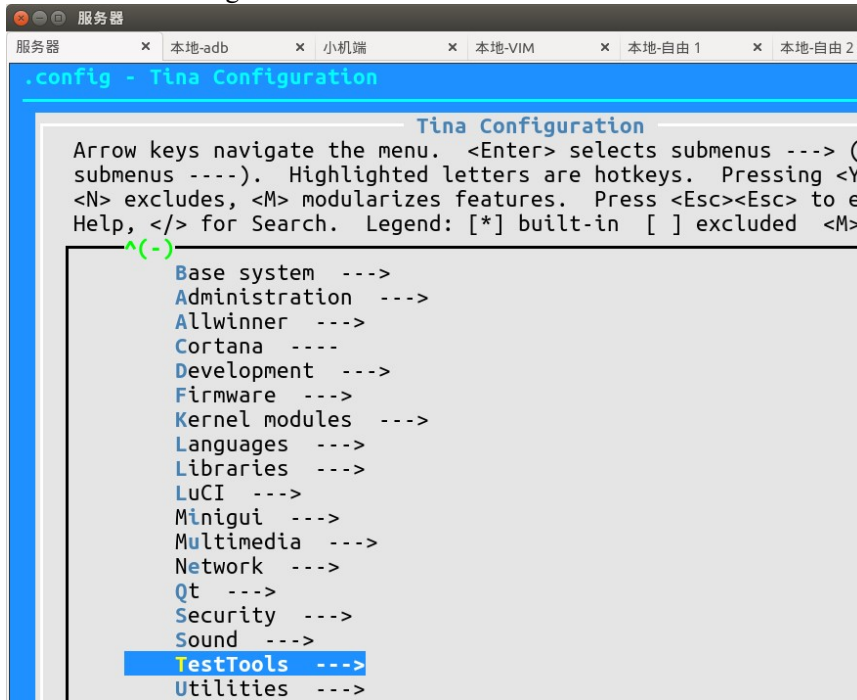 服务器
服务器 × 本地-adb × 小机端 × 本地-VIM × 本地-自由 1 × 本地-自由 2
.config - Tina Configuration
Tina Configuration
Arrow keys navigate the menu. <Enter> selects submenus ---> (
submenus ----). Highlighted letters are hotkeys. Pressing <Y
<N> excludes, <M> modularizes features. Press <Esc><Esc> to e
Help, </> for Search. Legend: [*] built-in [ ] excluded <M>
^(-)
Base system --->
Administration --->
Allwinner --->
Cortana ----
Development --->
Firmware --->
Kernel modules --->
Languages --->
Libraries --->
LuCI --->
Minigui --->
Multimedia --->
Network --->
Qt --->
Security --->
Sound --->
TestTools --->
Utilities --->